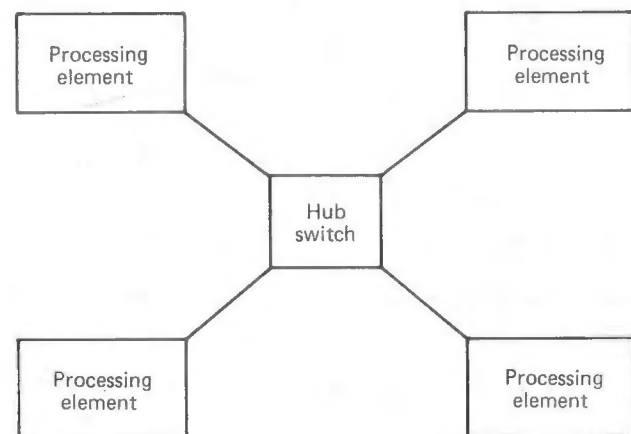 Processing
element
Processing
element
Hub
switch
Processing
element
Processing
element